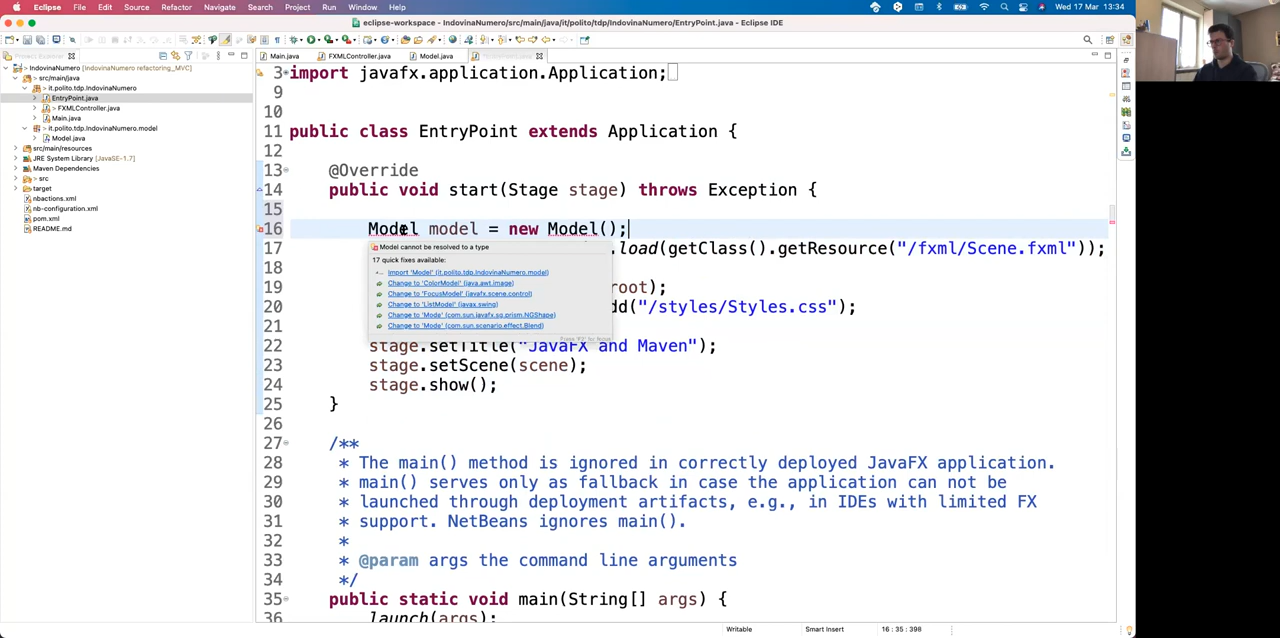 Eclipse File Edit Source Refactor Navigate Search Project Run Window Help Wed 17 Mar 13:34
eclipse-workspace - IndovinaNumero/src/main/java/it/polito/tdp/IndovinaNumero/EntryPoint.java - Eclipse IDE
IndovinaNumero [IndovinaNumero refactoring_MVC]
src/main/java
it.polito.tdp.IndovinaNumero
EntryPoint.java
> FXMLController.java
Main.java
it.polito.tdp.IndovinaNumero.model
Model.java
src/main/resources
JRE System Library [JavaSE-1.7]
Maven Dependencies
> src
target
nbactions.xml
nb-configuration.xml
pom.xml
README.md
Main.java FXMLController.java Model.java
3 import javafx.application.Application;
9
10
11 public class EntryPoint extends Application {
12
13 @Override
14 public void start(Stage stage) throws Exception {
15
16 Model model = new Model();
17 .load(getClass().getResource("/fxml/Scene.fxml"));
18
19 root);
20 d("/styles/Styles.css");
21
22 stage.setTitle("JavaFX and Maven");
23 stage.setScene(scene);
24 stage.show();
25 }
26
27 /**
28 * The main() method is ignored in correctly deployed JavaFX application.
29 * main() serves only as fallback in case the application can not be
30 * launched through deployment artifacts, e.g., in IDEs with limited FX
31 * support. NetBeans ignores main().
32 *
33 * @param args the command line arguments
34 */
35 public static void main(String[] args) {
36 launch(args);
Model cannot be resolved to a type
17 quick fixes available:
Import 'Model' (it.polito.tdp.IndovinaNumero.model)
Change to 'ColorModel' (java.awt.image)
Change to 'FocusModel' (javafx.scene.control)
Change to 'ListModel' (javax.swing)
Change to 'Mode' (com.sun.javafx.sg.prism.NGShape)
Change to 'Mode' (com.sun.scenario.effect.Blend)
Press 'F2' for focus
Writable Smart Insert 16 : 35 : 398